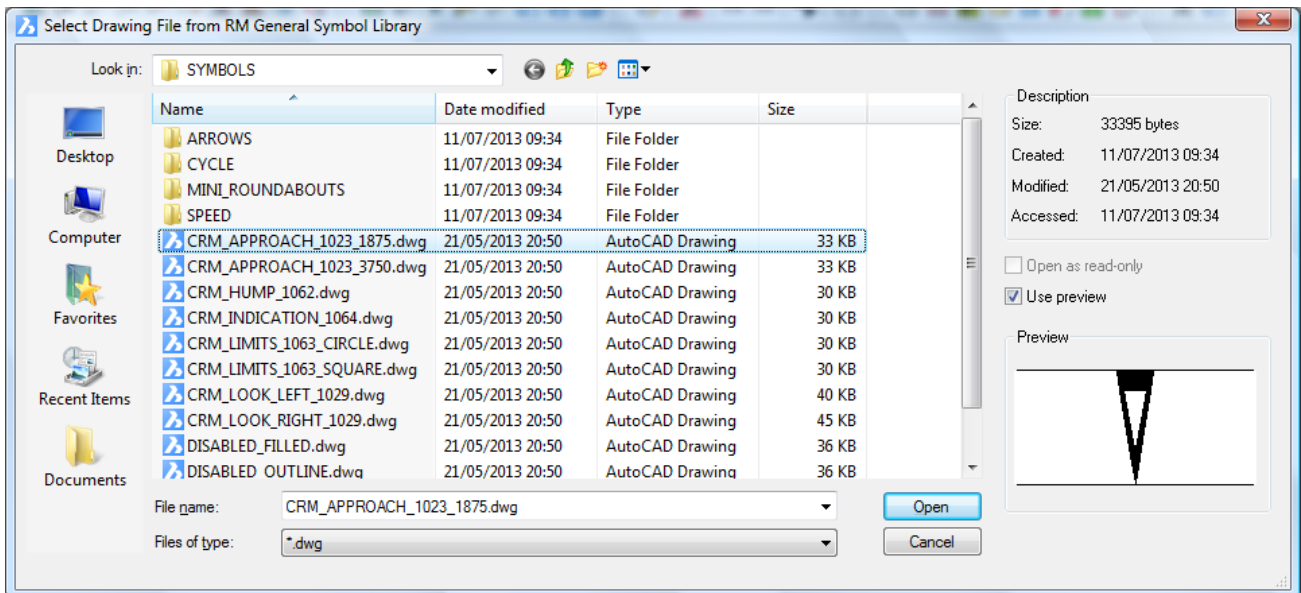 Select Drawing File from RM General Symbol Library
X
Look in: SYMBOLS
Desktop
Computer
Favorites
Recent Items
Documents
Name Date modified Type Size
ARROWS 11/07/2013 09:34 File Folder
CYCLE 11/07/2013 09:34 File Folder
MINI_ROUNDABOUTS 11/07/2013 09:34 File Folder
SPEED 11/07/2013 09:34 File Folder
CRM_APPROACH_1023_1875.dwg 21/05/2013 20:50 AutoCAD Drawing 33 KB
CRM_APPROACH_1023_3750.dwg 21/05/2013 20:50 AutoCAD Drawing 33 KB
CRM_HUMP_1062.dwg 21/05/2013 20:50 AutoCAD Drawing 30 KB
CRM_INDICATION_1064.dwg 21/05/2013 20:50 AutoCAD Drawing 30 KB
CRM_LIMITS_1063_CIRCLE.dwg 21/05/2013 20:50 AutoCAD Drawing 30 KB
CRM_LIMITS_1063_SQUARE.dwg 21/05/2013 20:50 AutoCAD Drawing 30 KB
CRM_LOOK_LEFT_1029.dwg 21/05/2013 20:50 AutoCAD Drawing 40 KB
CRM_LOOK_RIGHT_1029.dwg 21/05/2013 20:50 AutoCAD Drawing 45 KB
DISABLED_FILLED.dwg 21/05/2013 20:50 AutoCAD Drawing 36 KB
DISABLED_OUTLINE.dwg 21/05/2013 20:50 AutoCAD Drawing 36 KB
File name: CRM_APPROACH_1023_1875.dwg Open
Files of type: *.dwg Cancel
Description
Size: 33395 bytes
Created: 11/07/2013 09:34
Modified: 21/05/2013 20:50
Accessed: 11/07/2013 09:34
Open as read-only
Use preview
Preview